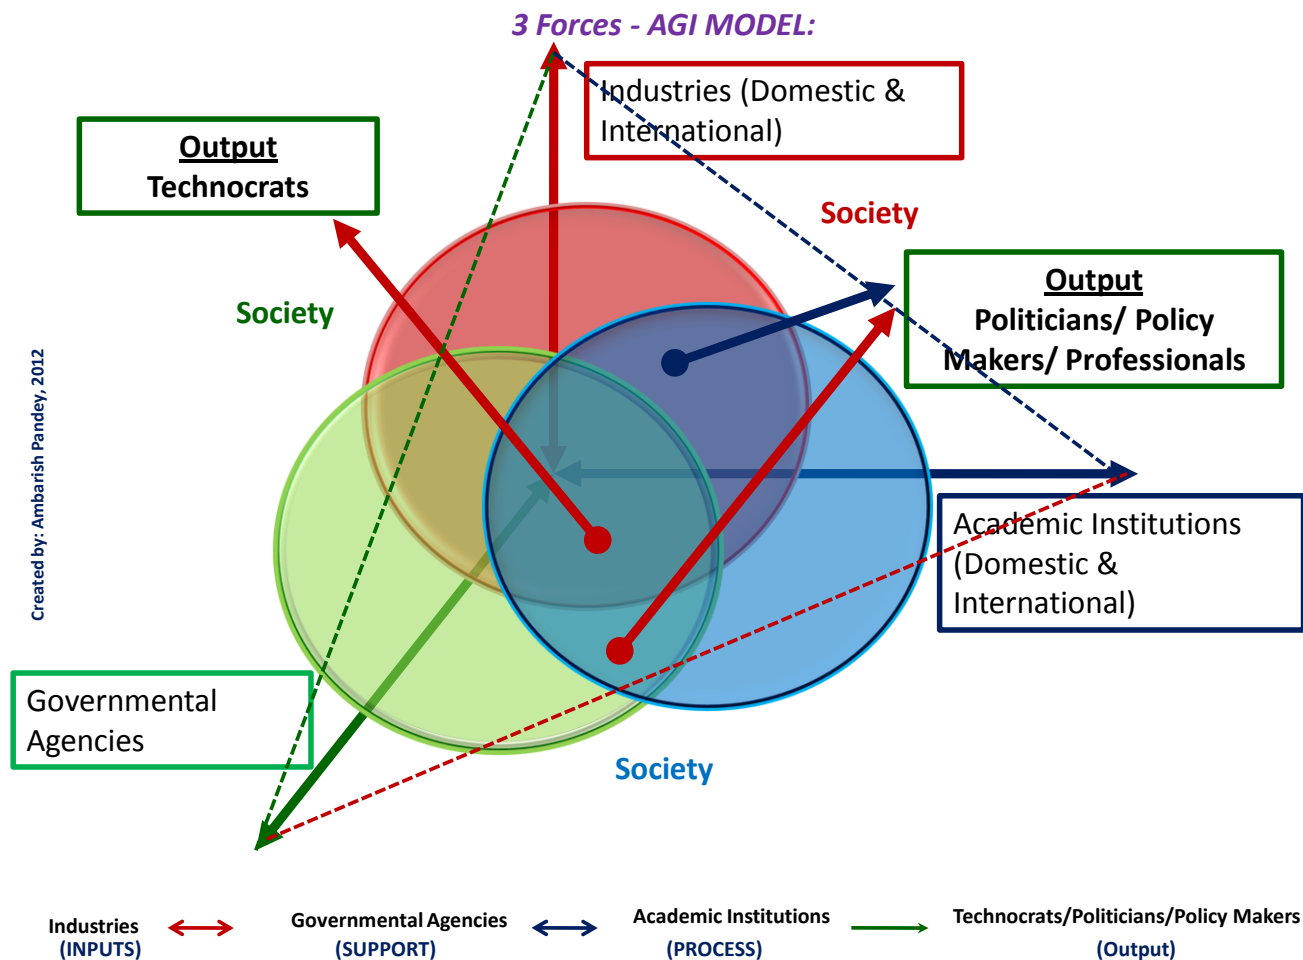 3 Forces - AGI MODEL:
Industries (Domestic &
International)
Output
Technocrats
Society
Society
Output
Politicians/ Policy
Makers/ Professionals
Created by: Ambarish Pandey, 2012
Academic Institutions
(Domestic &
International)
Governmental
Agencies
Society
Industries
(INPUTS)
Governmental Agencies
(SUPPORT)
Academic Institutions
(PROCESS)
Technocrats/Politicians/Policy Makers
(Output)